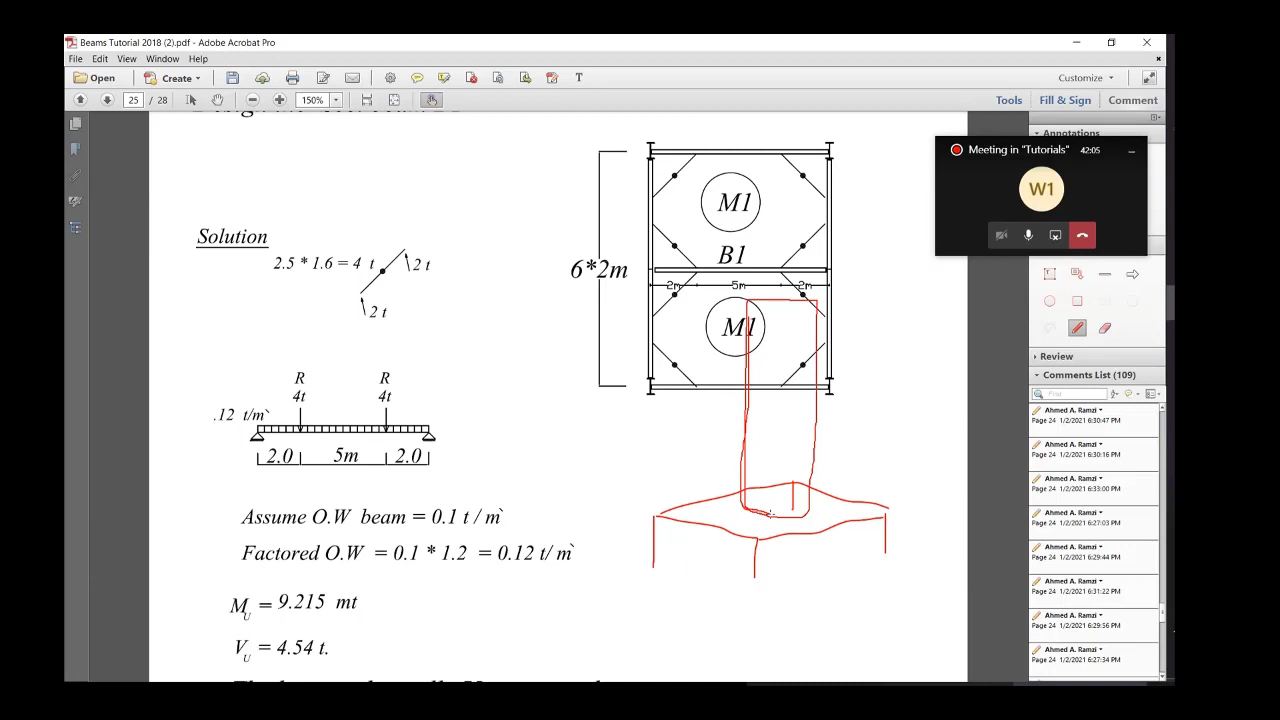 Beams Tutorial 2018 (2).pdf - Adobe Acrobat Pro
File Edit View Window Help
Open Create Customize
25 / 28 150% Tools Fill & Sign Comment
Annotations
Meeting in "Tutorials" 42:05
W1
M1
Solution
2.5 * 1.6 = 4 t
2 t
2 t
B1
6*2m
2m 5m 2m
M1
R R
4t 4t
.12 t/m`
2.0 5m 2.0
Assume O.W beam = 0.1 t / m`
Factored O.W = 0.1 * 1.2 = 0.12 t/ m`
MU = 9.215 mt
VU = 4.54 t.
T
Review
Comments List (109)
Find
Ahmed A. Ramzi
Page 24 1/2/2021 6:30:47 PM
Ahmed A. Ramzi
Page 24 1/2/2021 6:30:16 PM
Ahmed A. Ramzi
Page 24 1/2/2021 6:33:00 PM
Ahmed A. Ramzi
Page 24 1/2/2021 6:27:03 PM
Ahmed A. Ramzi
Page 24 1/2/2021 6:29:44 PM
Ahmed A. Ramzi
Page 24 1/2/2021 6:31:22 PM
Ahmed A. Ramzi
Page 24 1/2/2021 6:29:56 PM
Ahmed A. Ramzi
Page 24 1/2/2021 6:27:34 PM